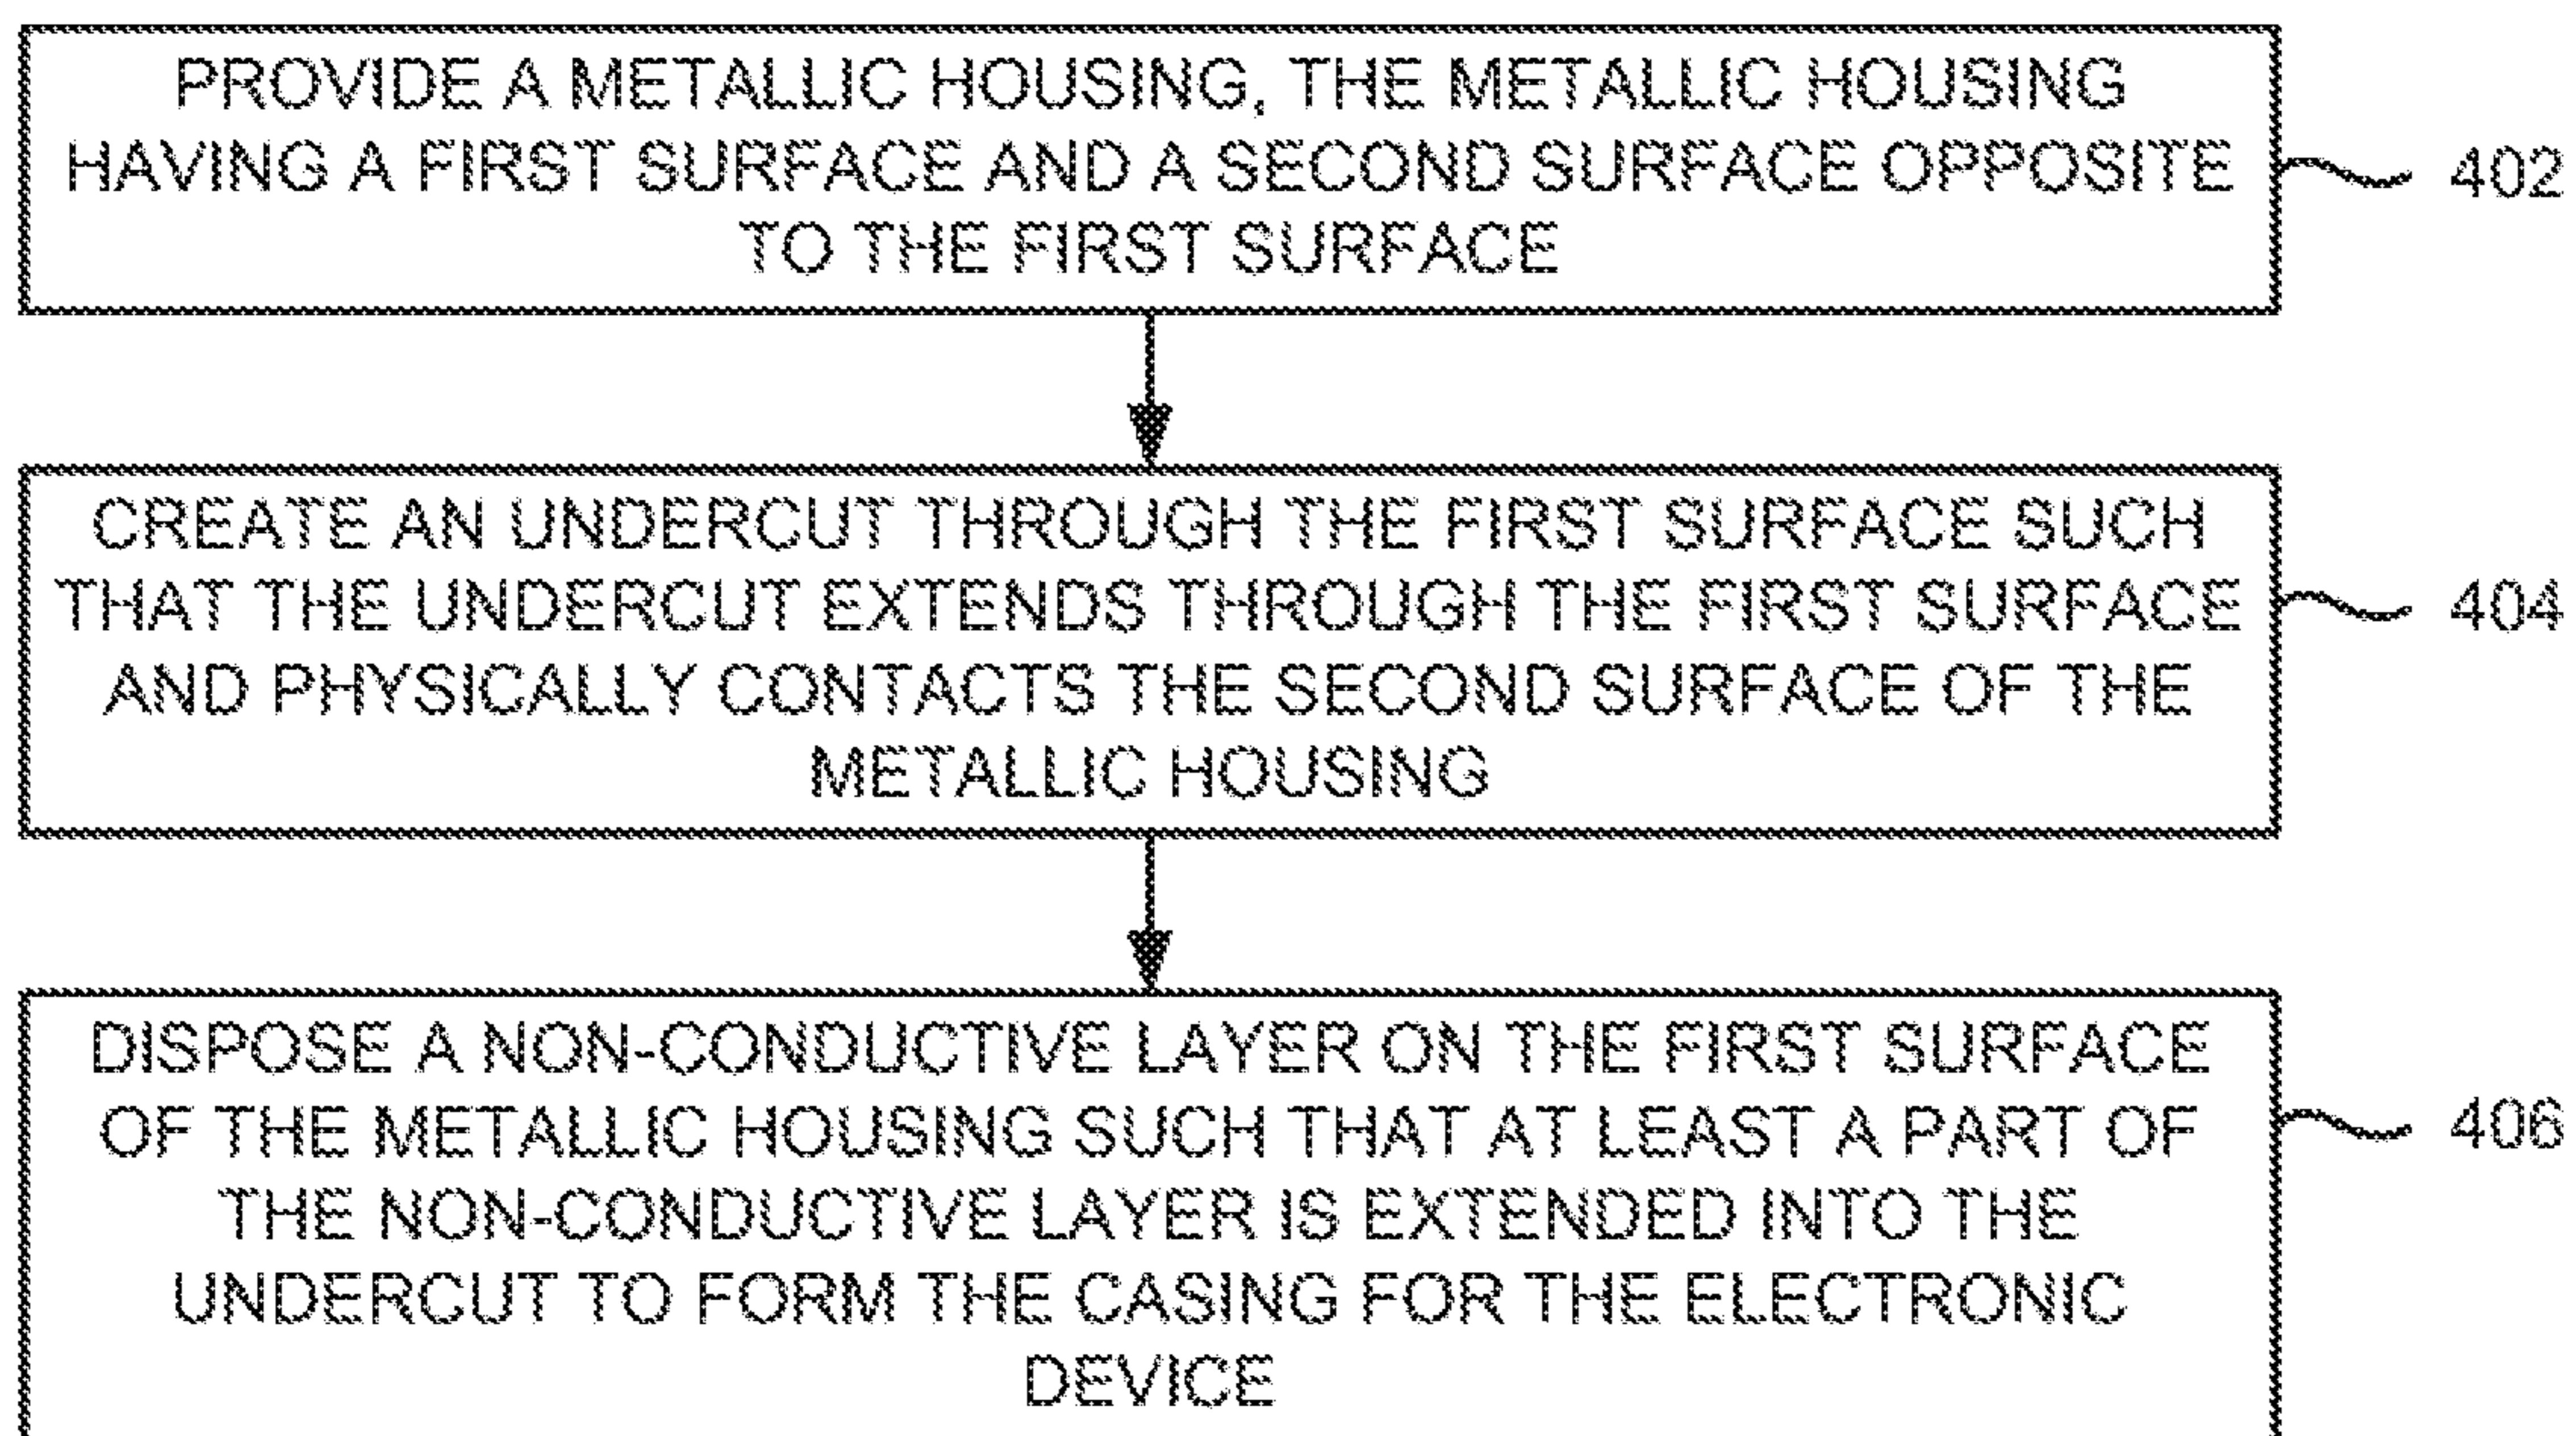 PROVIDE A METALLIC HOUSING, THE METALLIC HOUSING
HAVING A FIRST SURFACE AND A SECOND SURFACE OPPOSITE
TO THE FIRST SURFACE
402
CREATE AN UNDERCUT THROUGH THE FIRST SURFACE SUCH
THAT THE UNDERCUT EXTENDS THROUGH THE FIRST SURFACE
AND PHYSICALLY CONTACTS THE SECOND SURFACE OF THE
METALLIC HOUSING
404
DISPOSE A NON-CONDUCTIVE LAYER ON THE FIRST SURFACE
OF THE METALLIC HOUSING SUCH THAT AT LEAST A PART OF
THE NON-CONDUCTIVE LAYER IS EXTENDED INTO THE
UNDERCUT TO FORM THE CASING FOR THE ELECTRONIC
DEVICE
406